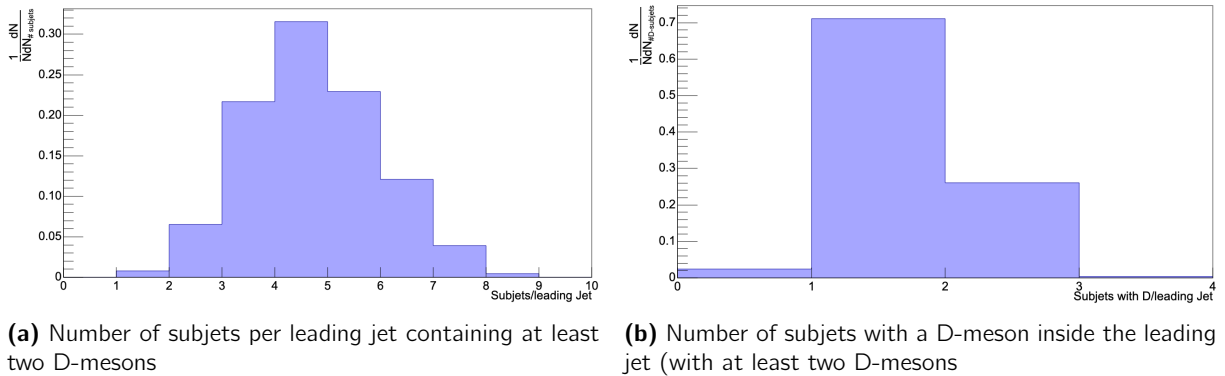 1 dN
NdN# subjets
0.30
0.25
0.20
0.15
0.10
0.05
0
0 1 2 3 4 5 6 7 8 9 10
Subjets/leading Jet
(a) Number of subjets per leading jet containing at least
two D-mesons
1 dN
NdN#D-subjets
0.7
0.6
0.5
0.4
0.3
0.2
0.1
0
0 1 2 3 4
Subjets with D/leading Jet
(b) Number of subjets with a D-meson inside the leading
jet (with at least two D-mesons